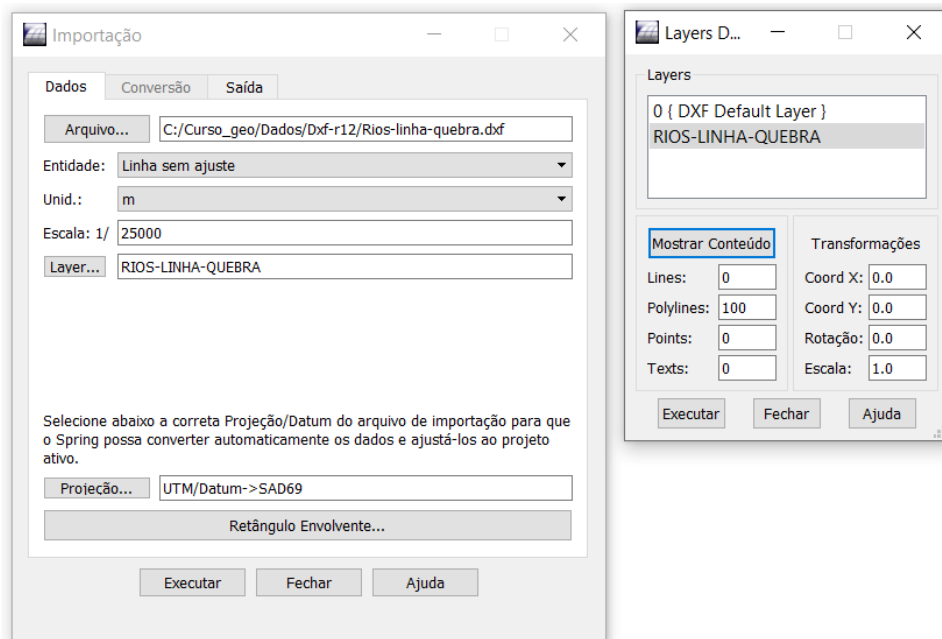 Importação
Dados Conversão Saída
Arquivo... C:/Curso_geo/Dados/Dxf-r12/Rios-linha-quebra.dxf
Entidade: Linha sem ajuste
Unid.: m
Escala: 1/ 25000
Layer... RIOS-LINHA-QUEBRA
Selecione abaixo a correta Projeção/Datum do arquivo de importação para que
o Spring possa converter automaticamente os dados e ajustá-los ao projeto
ativo.
Projeção... UTM/Datum->SAD69
Retângulo Envolvente...
Executar Fechar Ajuda
Layers D...
Layers
0 { DXF Default Layer }
RIOS-LINHA-QUEBRA
Mostrar Conteúdo
Lines: 0
Polylines: 100
Points: 0
Texts: 0
Transformações
Coord X: 0.0
Coord Y: 0.0
Rotação: 0.0
Escala: 1.0
Executar Fechar Ajuda